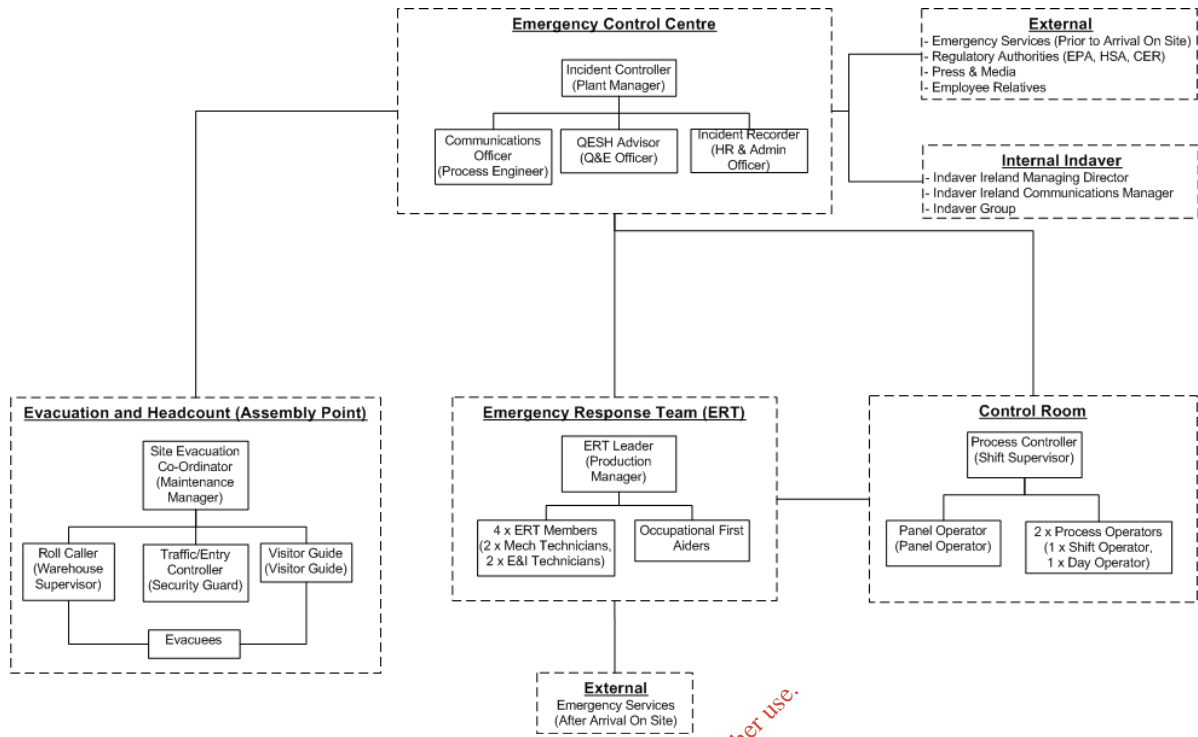 Emergency Control Centre
Incident Controller
(Plant Manager)
Communications
Officer
(Process Engineer)
QESH Advisor
(Q&E Officer)
Incident Recorder
(HR & Admin
Officer)
External
- Emergency Services (Prior to Arrival On Site)
- Regulatory Authorities (EPA, HSA, CER)
- Press & Media
- Employee Relatives
Internal Indaver
- Indaver Ireland Managing Director
- Indaver Ireland Communications Manager
- Indaver Group
Evacuation and Headcount (Assembly Point)
Site Evacuation
Co-Ordinator
(Maintenance
Manager)
Roll Caller
(Warehouse
Supervisor)
Traffic/Entry
Controller
(Security Guard)
Visitor Guide
(Visitor Guide)
Evacuees
Emergency Response Team (ERT)
ERT Leader
(Production
Manager)
4 x ERT Members
(2 x Mech Technicians,
2 x E&I Technicians)
Occupational First
Aiders
Control Room
Process Controller
(Shift Supervisor)
Panel Operator
(Panel Operator)
2 x Process Operators
(1 x Shift Operator,
1 x Day Operator)
External
Emergency Services
(After Arrival On Site)
use.